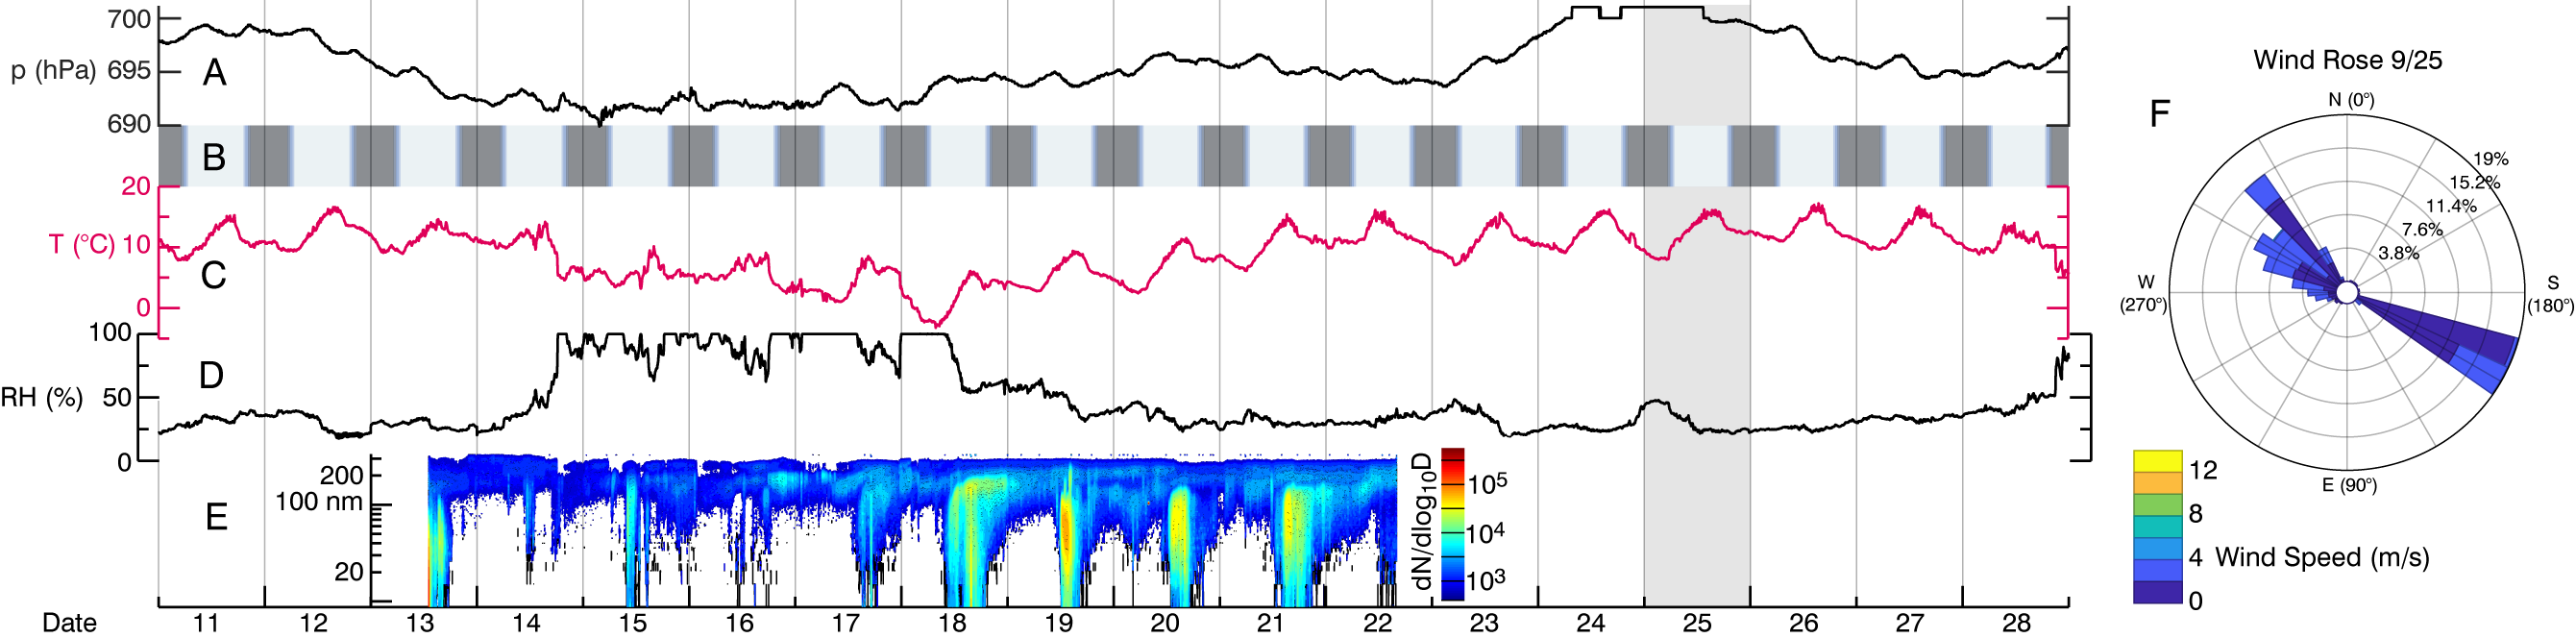 700
p (hPa) 695
690
A
B
20
T (°C) 10
0
C
100
RH (%) 50
0
D
200
100 nm
20
E
dN/dlog10D
10^5
10^4
10^3
Date 11 12 13 14 15 16 17 18 19 20 21 22 23 24 25 26 27 28
Wind Rose 9/25
F
N (0°)
19%
15.2%
11.4%
7.6%
3.8%
W
(270°)
S
(180°)
E (90°)
12
8
4
0
Wind Speed (m/s)